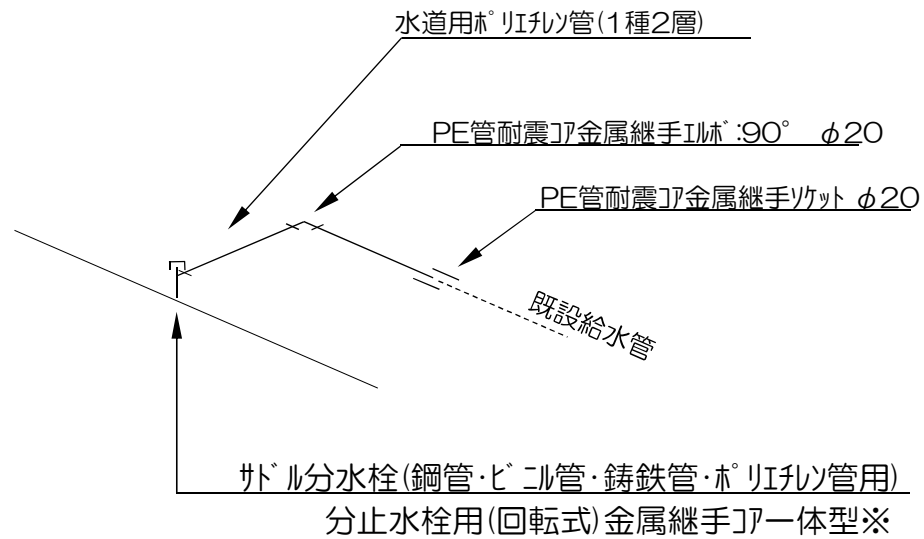 水道用ﾎﾟﾘｴﾁﾚﾝ管(1種2層)
PE管耐震ｺｱ金属継手ｴﾙﾎﾞ:90° φ20
PE管耐震ｺｱ金属継手ｿｹｯﾄ φ20
既設給水管
ｻﾄﾞﾙ分水栓(鋼管･ﾋﾞﾆﾙ管･鋳鉄管･ﾎﾟﾘｴﾁﾚﾝ管用)
分止水栓用(回転式)金属継手ｺｱ一体型※